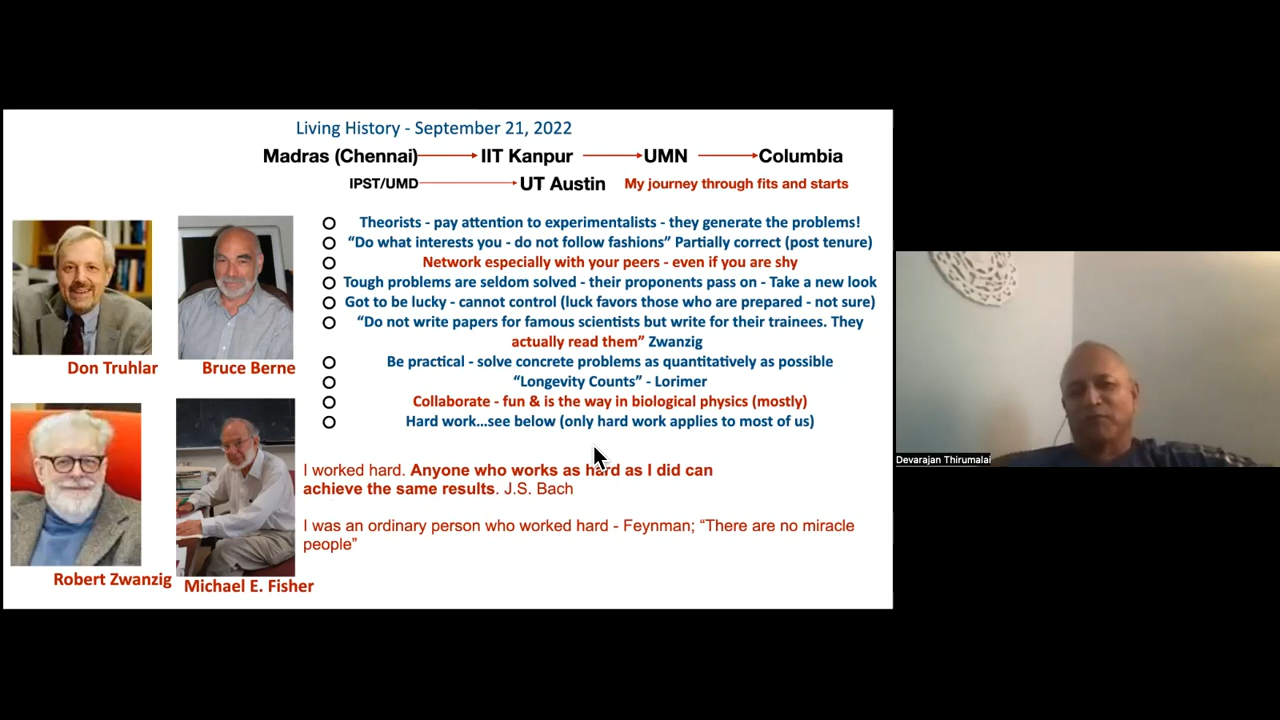 Living History - September 21, 2022
Madras (Chennai) IIT Kanpur UMN Columbia
IPST/UMD UT Austin My journey through fits and starts
Theorists - pay attention to experimentalists - they generate the problems!
“Do what interests you - do not follow fashions” Partially correct (post tenure)
Network especially with your peers - even if you are shy
Tough problems are seldom solved - their proponents pass on - Take a new look
Got to be lucky - cannot control (luck favors those who are prepared - not sure)
“Do not write papers for famous scientists but write for their trainees. They
actually read them” Zwanzig
Be practical - solve concrete problems as quantitatively as possible
“Longevity Counts” - Lorimer
Collaborate - fun & is the way in biological physics (mostly)
Hard work...see below (only hard work applies to most of us)
Don Truhlar
Bruce Berne
Robert Zwanzig
Michael E. Fisher
I worked hard. Anyone who works as hard as I did can
achieve the same results. J.S. Bach
I was an ordinary person who worked hard - Feynman; “There are no miracle
people”
Devarajan Thirumalai